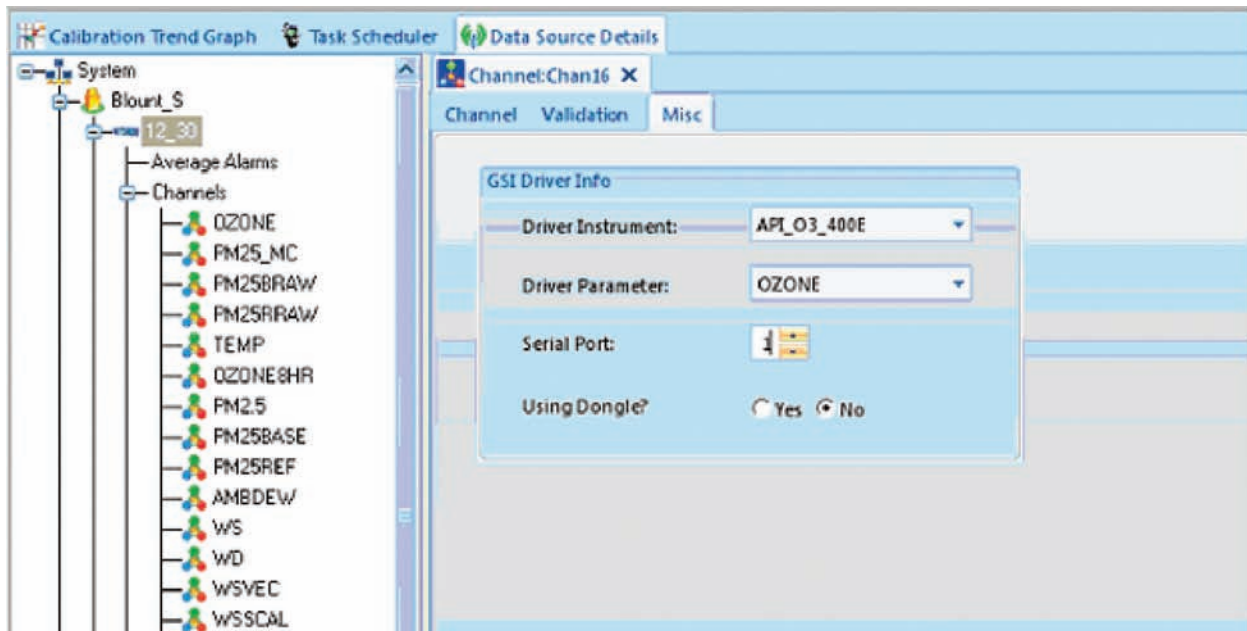 Calibration Trend Graph Task Scheduler Data Source Details
System
Blount_S
12_30
Average Alarms
Channels
OZONE
PM25_MC
PM25BRAW
PM25RRAW
TEMP
OZONE8HR
PM2.5
PM25BASE
PM25REF
AMBDEW
WS
WD
WSVEC
WSSCAL
Channel:Chan16 X
Channel Validation Misc
GSI Driver Info
Driver Instrument: API_O3_400E
Driver Parameter: OZONE
Serial Port: 1
Using Dongle? Yes No